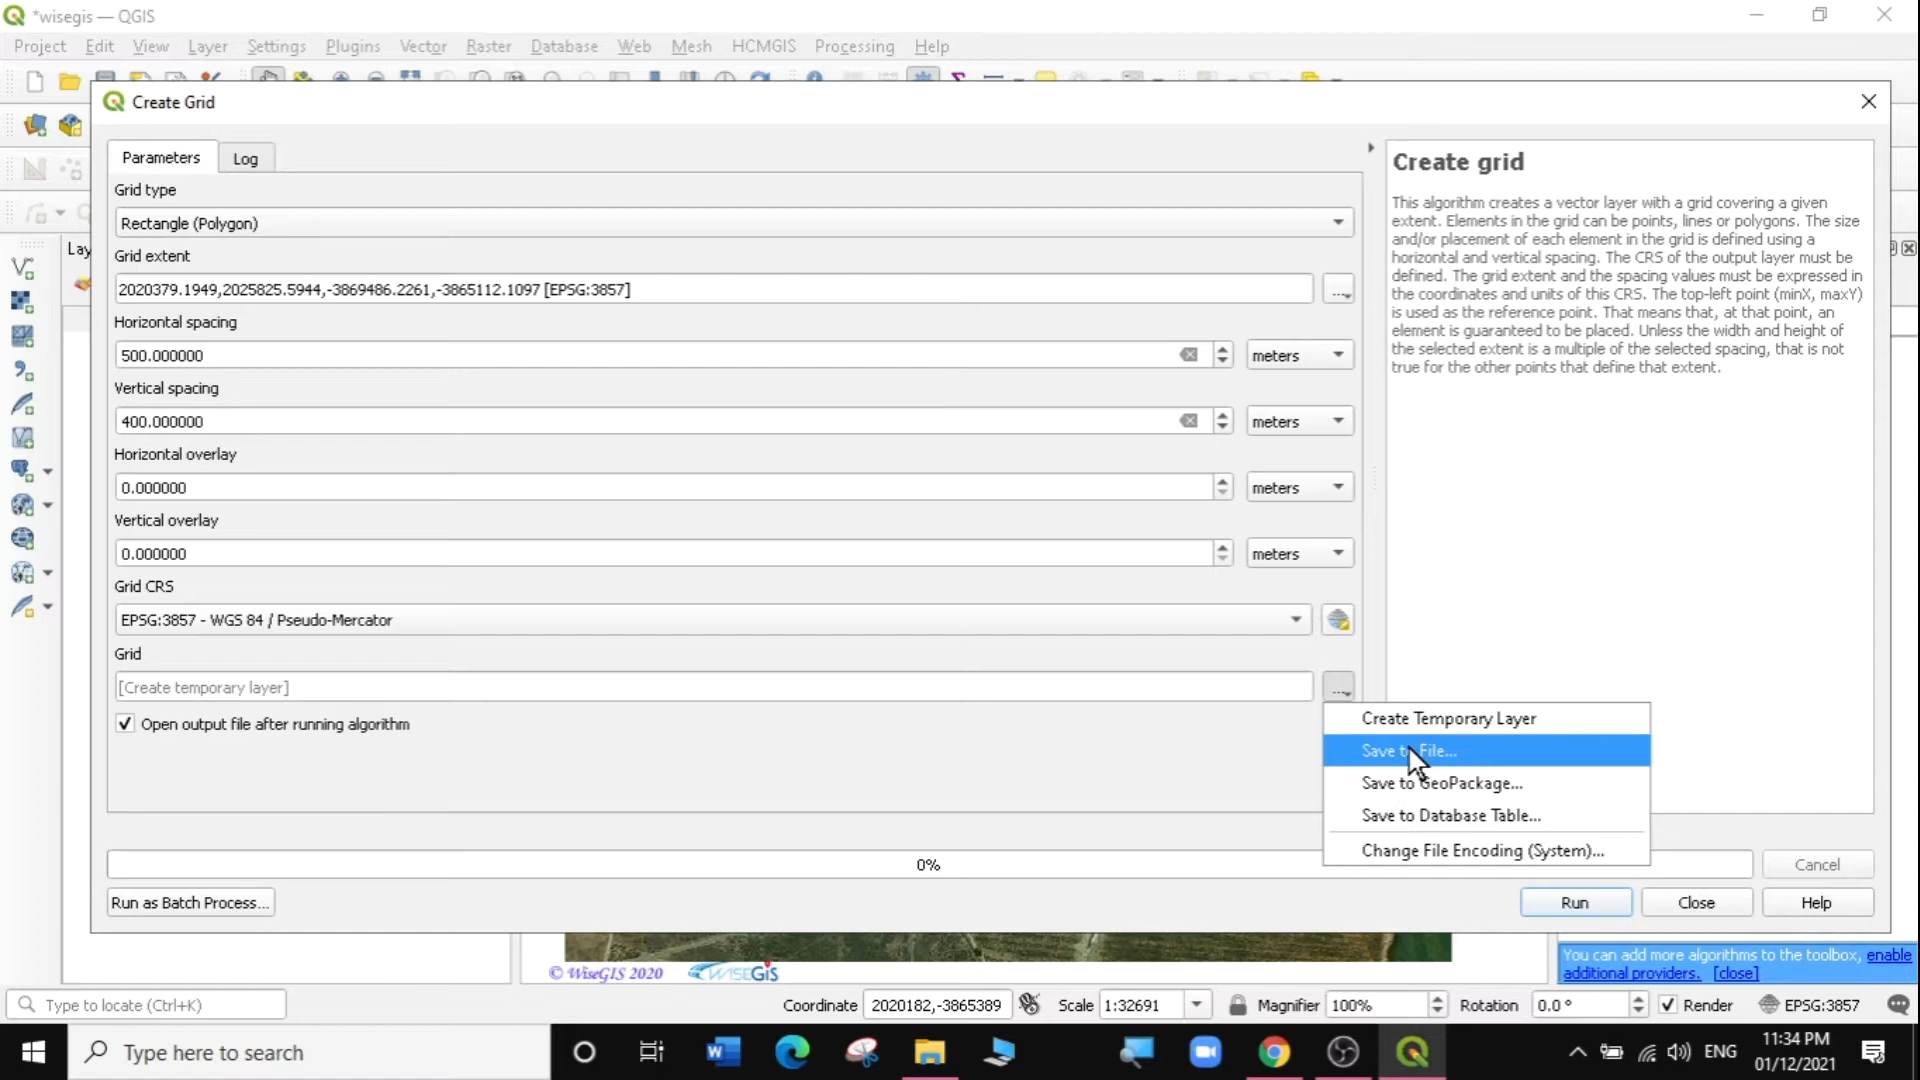 *wisegis — QGIS
Project Edit View Layer Settings Plugins Vector Raster Database Web Mesh HCMGIS Processing Help
Create Grid
Parameters Log
Grid type
Rectangle (Polygon)
Grid extent
2020379.1949,2025825.5944,-3869486.2261,-3865112.1097 [EPSG:3857]
...
Horizontal spacing
500.000000 meters
Vertical spacing
400.000000 meters
Horizontal overlay
0.000000 meters
Vertical overlay
0.000000 meters
Grid CRS
EPSG:3857 - WGS 84 / Pseudo-Mercator
Grid
[Create temporary layer]
...
Open output file after running algorithm
Create grid
This algorithm creates a vector layer with a grid covering a given
extent. Elements in the grid can be points, lines or polygons. The size
and/or placement of each element in the grid is defined using a
horizontal and vertical spacing. The CRS of the output layer must be
defined. The grid extent and the spacing values must be expressed in
the coordinates and units of this CRS. The top-left point (minX, maxY)
is used as the reference point. That means that, at that point, an
element is guaranteed to be placed. Unless the width and height of
the selected extent is a multiple of the selected spacing, that is not
true for the other points that define that extent.
Create Temporary Layer
Save to File...
Save to GeoPackage...
Save to Database Table...
Change File Encoding (System)...
0%
Cancel
Run as Batch Process...
Run
Close
Help
Lay
© WiseGIS 2020 WISEGIS
You can add more algorithms to the toolbox, enable
additional providers. [close]
Type to locate (Ctrl+K)
Coordinate 2020182,-3865389 Scale 1:32691 Magnifier 100% Rotation 0.0 ° Render EPSG:3857
Type here to search
ENG
11:34 PM
01/12/2021